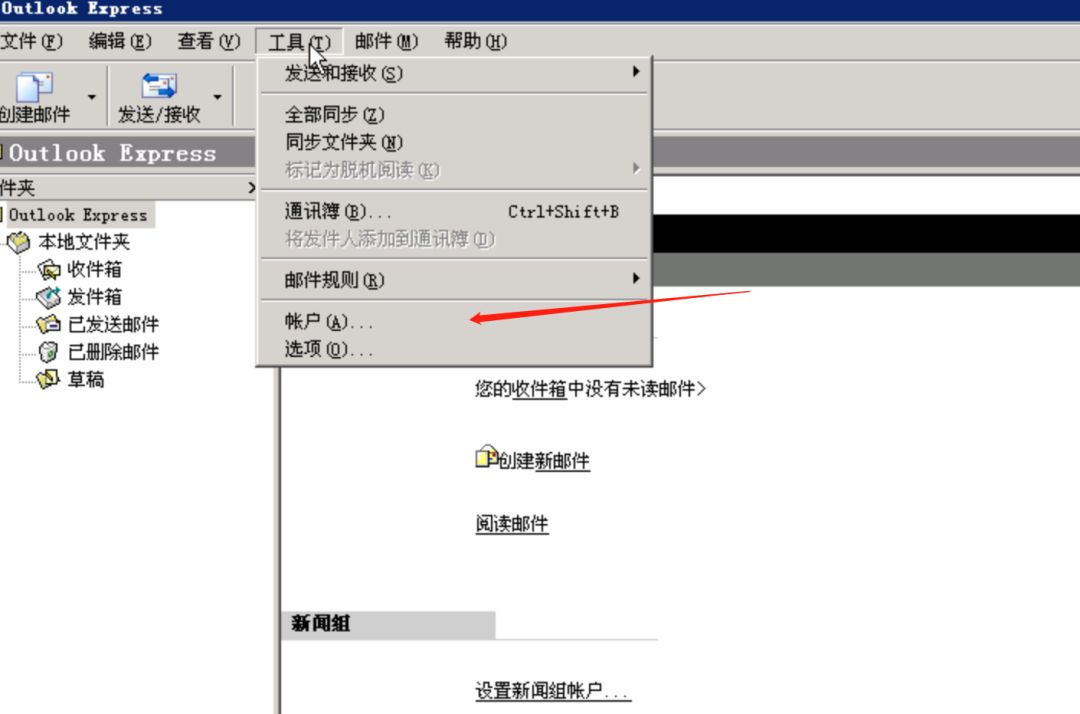 Outlook Express
文件(F) 编辑(E) 查看(V) 工具(T) 邮件(M) 帮助(H)
创建邮件 发送/接收
发送和接收(S)
全部同步(Z)
同步文件夹(N)
标记为脱机阅读(K)
通讯簿(B)... Ctrl+Shift+B
将发件人添加到通讯簿(D)
邮件规则(R)
帐户(A)...
选项(O)...
Outlook Express
件夹
Outlook Express
本地文件夹
收件箱
发件箱
已发送邮件
已删除邮件
草稿
您的收件箱中没有未读邮件>
创建新邮件
阅读邮件
新闻组
设置新闻组帐户...